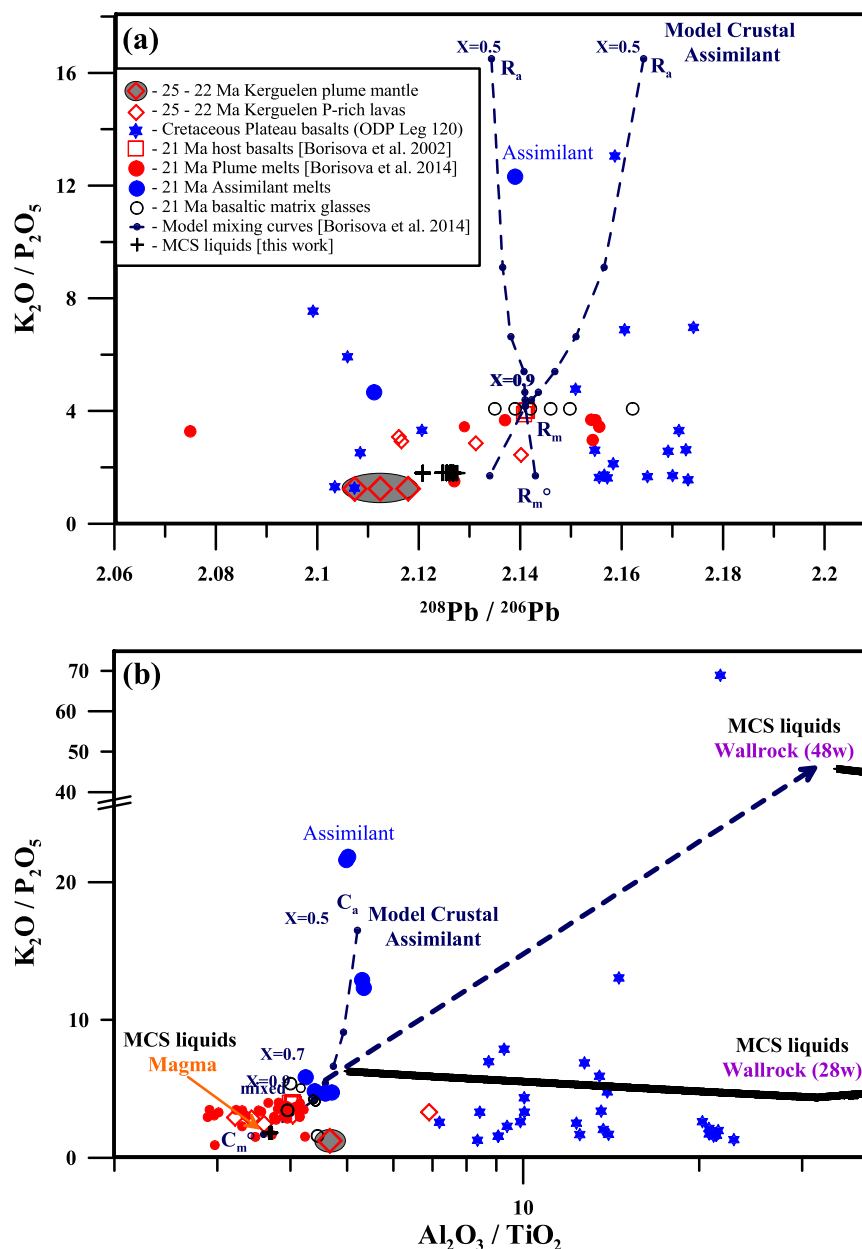 (a)
X=0.5
X=0.5
Model Crustal
Assimilant
Rₐ
Rₐ
- 25 - 22 Ma Kerguelen plume mantle
- 25 - 22 Ma Kerguelen P-rich lavas
- Cretaceous Plateau basalts (ODP Leg 120)
- 21 Ma host basalts [Borisova et al. 2002]
- 21 Ma Plume melts [Borisova et al. 2014]
- 21 Ma Assimilant melts
- 21 Ma basaltic matrix glasses
- Model mixing curves [Borisova et al. 2014]
- MCS liquids [this work]
Assimilant
X=0.9
Rₘ
Rₘ°
16
12
8
4
0
K₂O / P₂O₅
2.06
2.08
2.1
2.12
2.14
2.16
2.18
2.2
²⁰⁸Pb / ²⁰⁶Pb
(b)
70
60
50
40
20
10
0
K₂O / P₂O₅
MCS liquids
Wallrock (48w)
Assimilant
Cₐ
X=0.5
Model Crustal
Assimilant
MCS liquids
Magma
X=0.7
X=0.9
mixed
Cₘ°
MCS liquids
Wallrock (28w)
10
Al₂O₃ / TiO₂